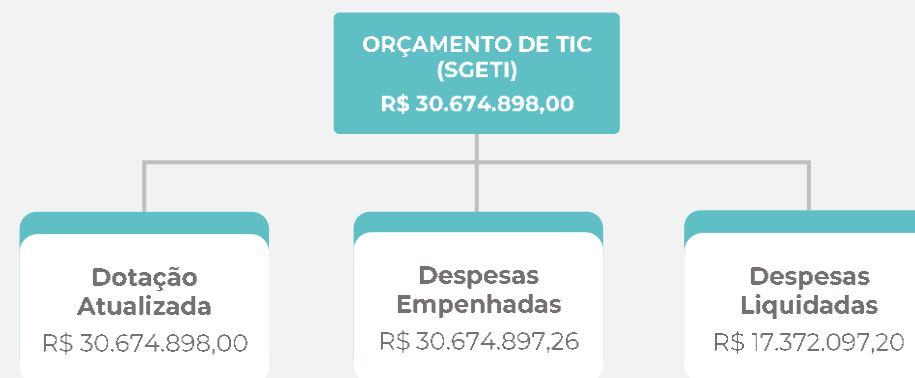 ORÇAMENTO DE TIC
(SGETI)
R$ 30.674.898,00
Dotação
Atualizada
R$ 30.674.898,00
Despesas
Empenhadas
R$ 30.674.897,26
Despesas
Liquidadas
R$ 17.372.097,20